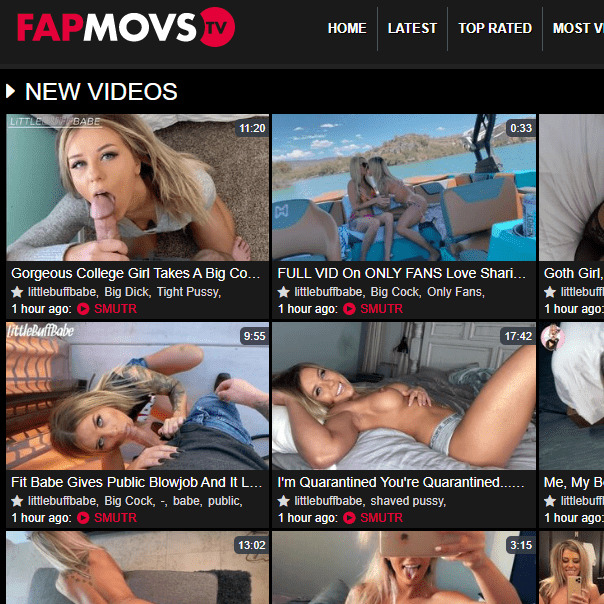 FAPMOVS TV
HOME
LATEST
TOP RATED
MOST VI
NEW VIDEOS
11:20
0:33
Gorgeous College Girl Takes A Big Co...
FULL VID On ONLY FANS Love Shari...
Goth Girl,
littlebuffbabe, Big Dick, Tight Pussy,
littlebuffbabe, Big Cock, Only Fans,
littlebuff
1 hour ago: SMUTR
1 hour ago: SMUTR
1 hour ago:
littleBuffBabe
9:55
17:42
Fit Babe Gives Public Blowjob And It L...
I'm Quarantined You're Quarantined......
Me, My B
littlebuffbabe, Big Cock, -, babe, public,
littlebuffbabe, shaved pussy,
littlebuff
1 hour ago: SMUTR
1 hour ago: SMUTR
1 hour ago:
13:02
3:15